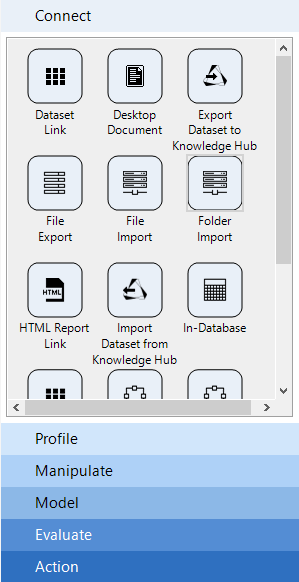 Connect
Dataset
Link
Desktop
Document
Export
Dataset to
Knowledge Hub
File
Export
File
Import
Folder
Import
HTML
HTML Report
Link
Import
Dataset from
Knowledge Hub
In-Database
Profile
Manipulate
Model
Evaluate
Action